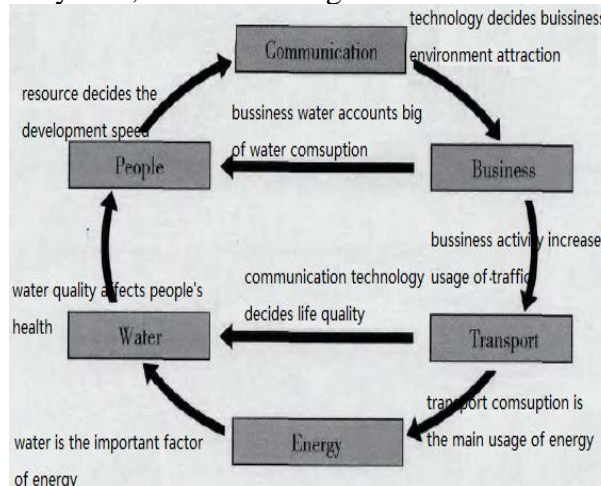 technology decides buissiness
Communication
environment attraction
resource decides the
development speed
bussiness water accounts big
of water comsuption
People
Business
bussiness activity increase
usage of traffic
communication technology
decides life quality
water quality affects people's
health
Water
Transport
transport comsuption is
the main usage of energy
Energy
water is the important factor
of energy